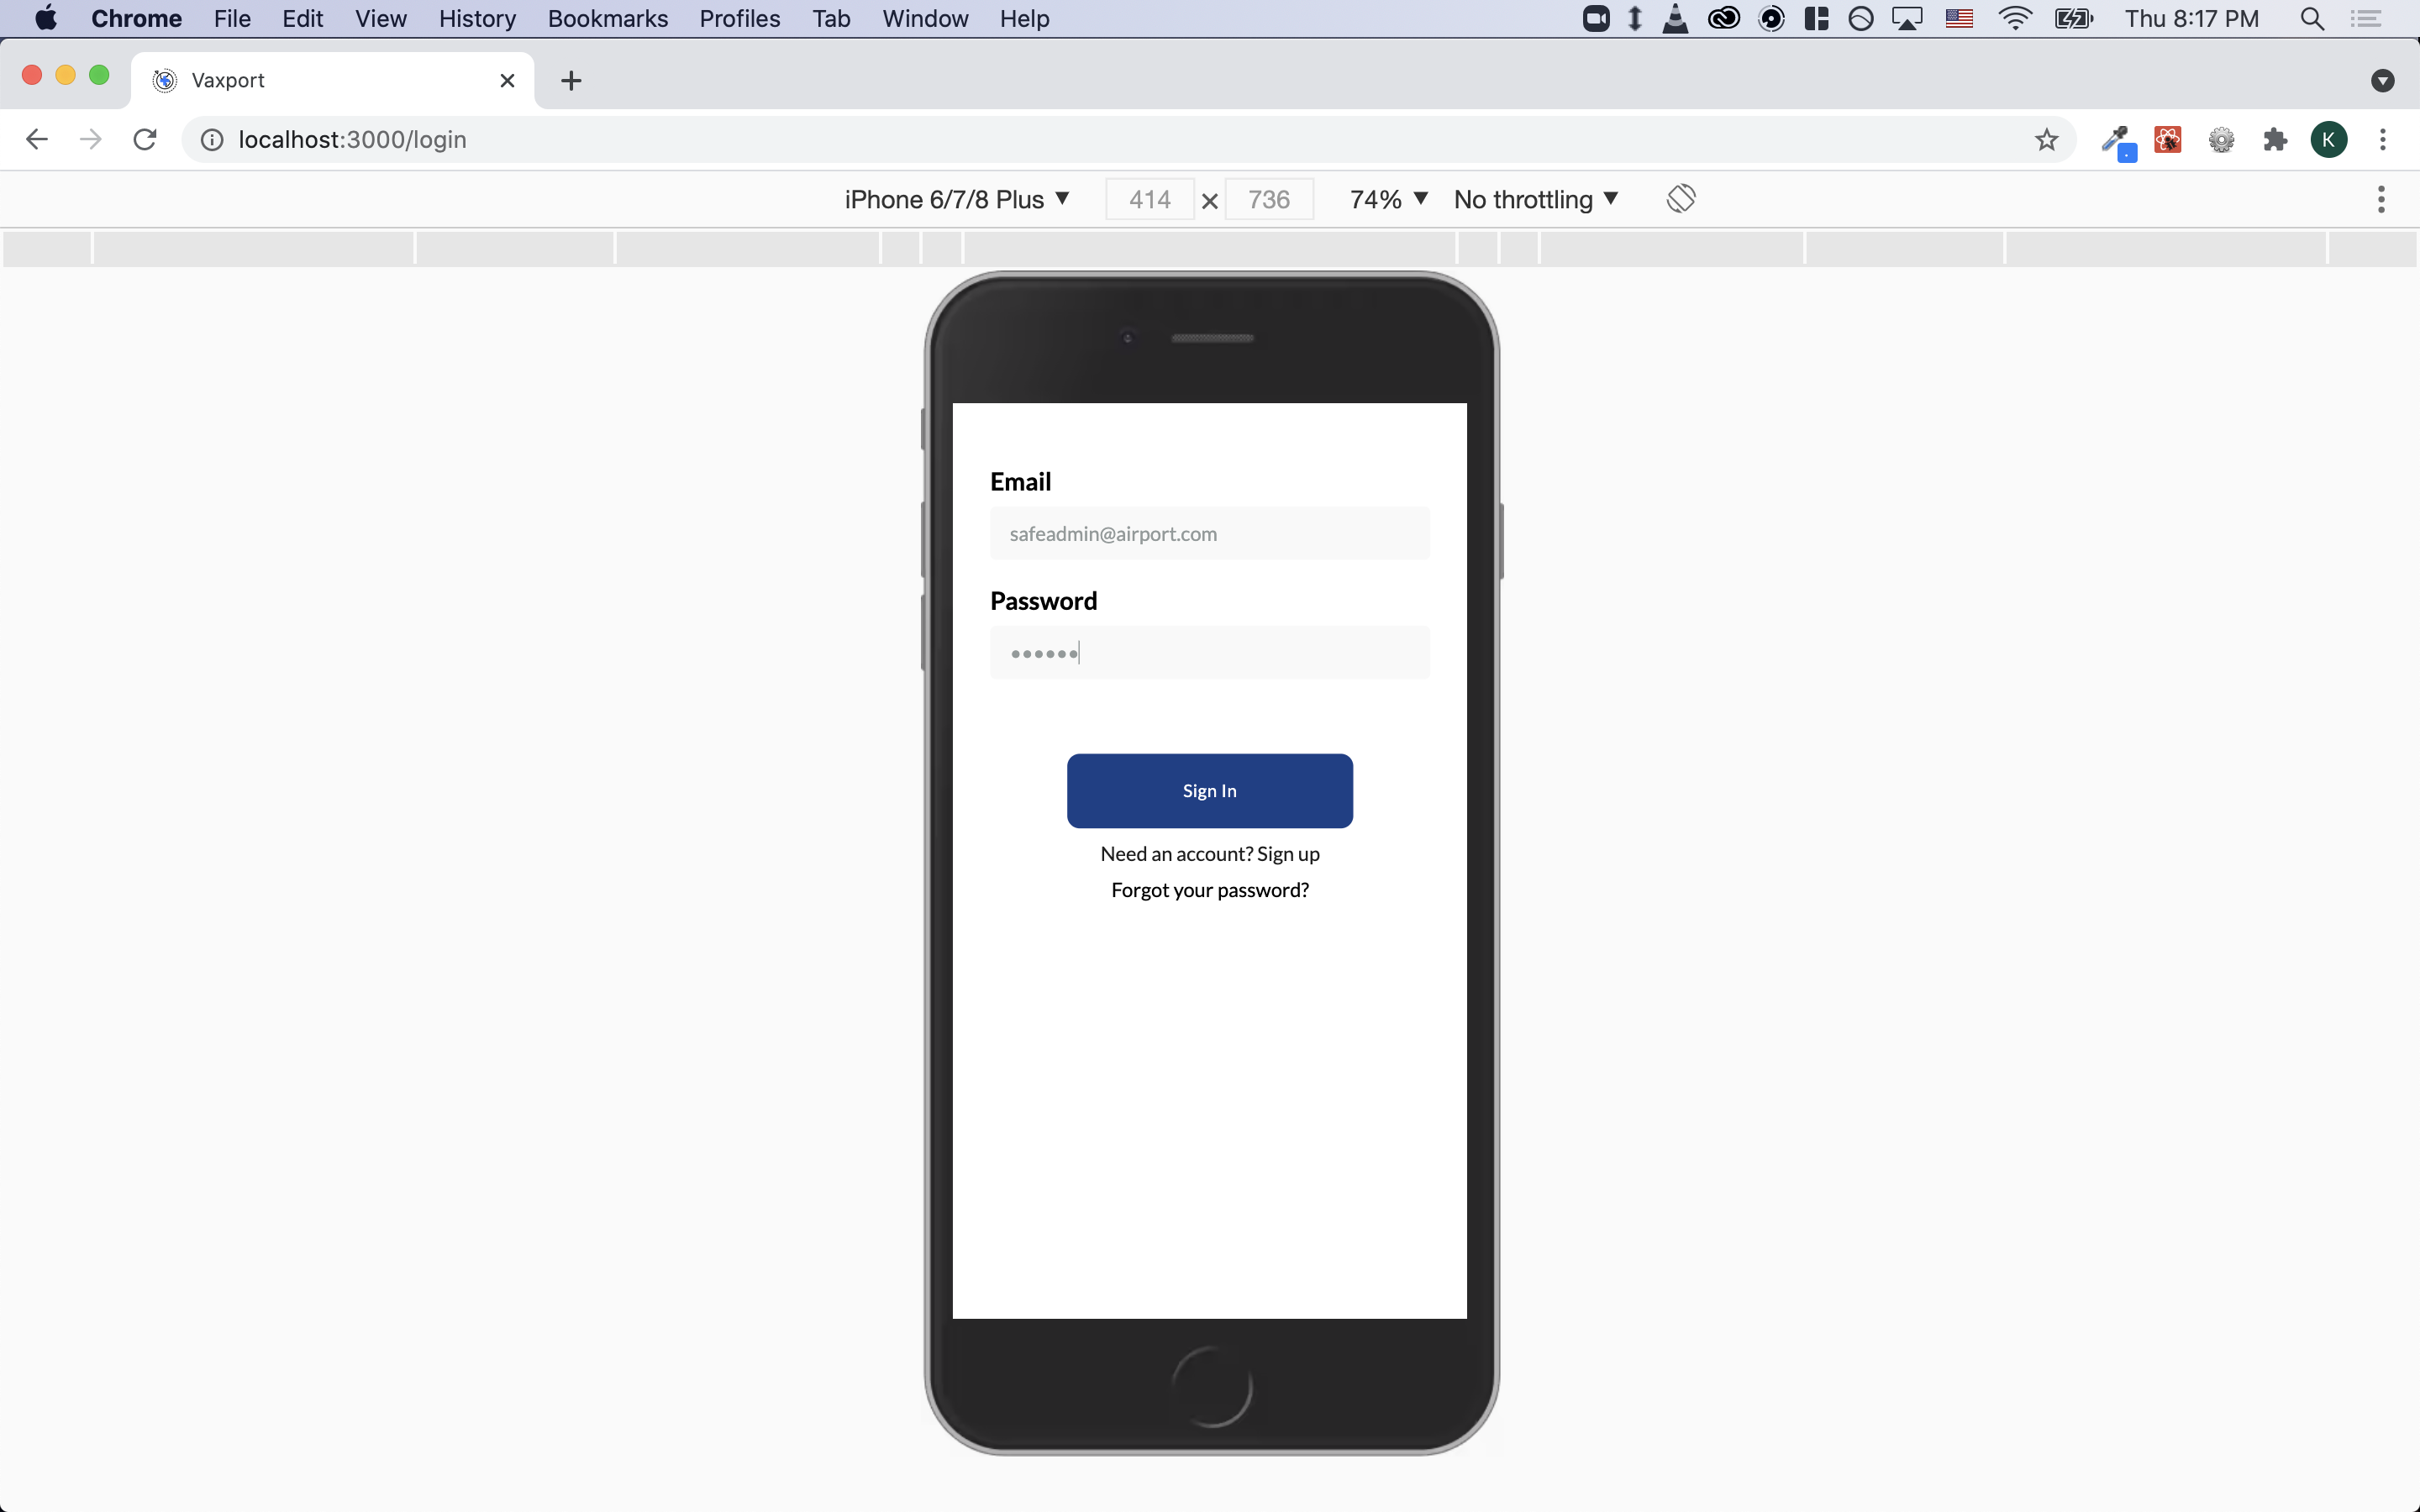 Chrome File Edit View History Bookmarks Profiles Tab Window Help Thu 8:17 PM
Vaxport
localhost:3000/login K
iPhone 6/7/8 Plus 414 × 736 74% No throttling
Email
safeadmin@airport.com
Password
••••••
Sign In
Need an account? Sign up
Forgot your password?